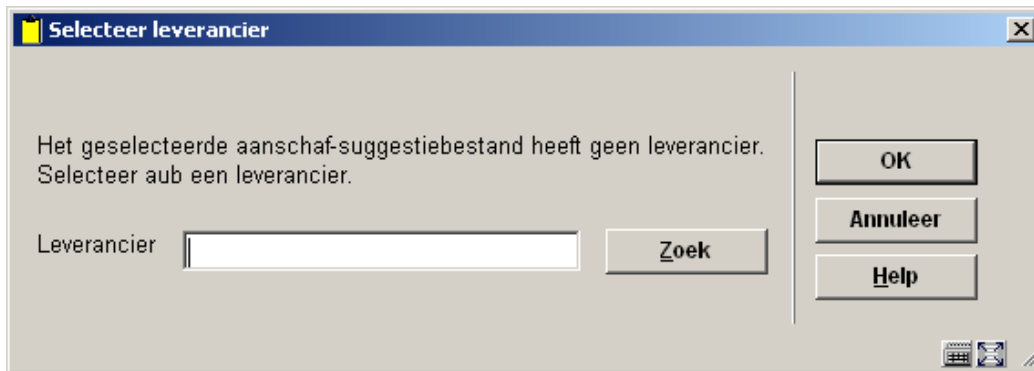 Selecteer leverancier
Het geselecteerde aanschaf-suggestiebestand heeft geen leverancier.
Selecteer aub een leverancier.
Leverancier
Zoek
OK
Annuleer
Help